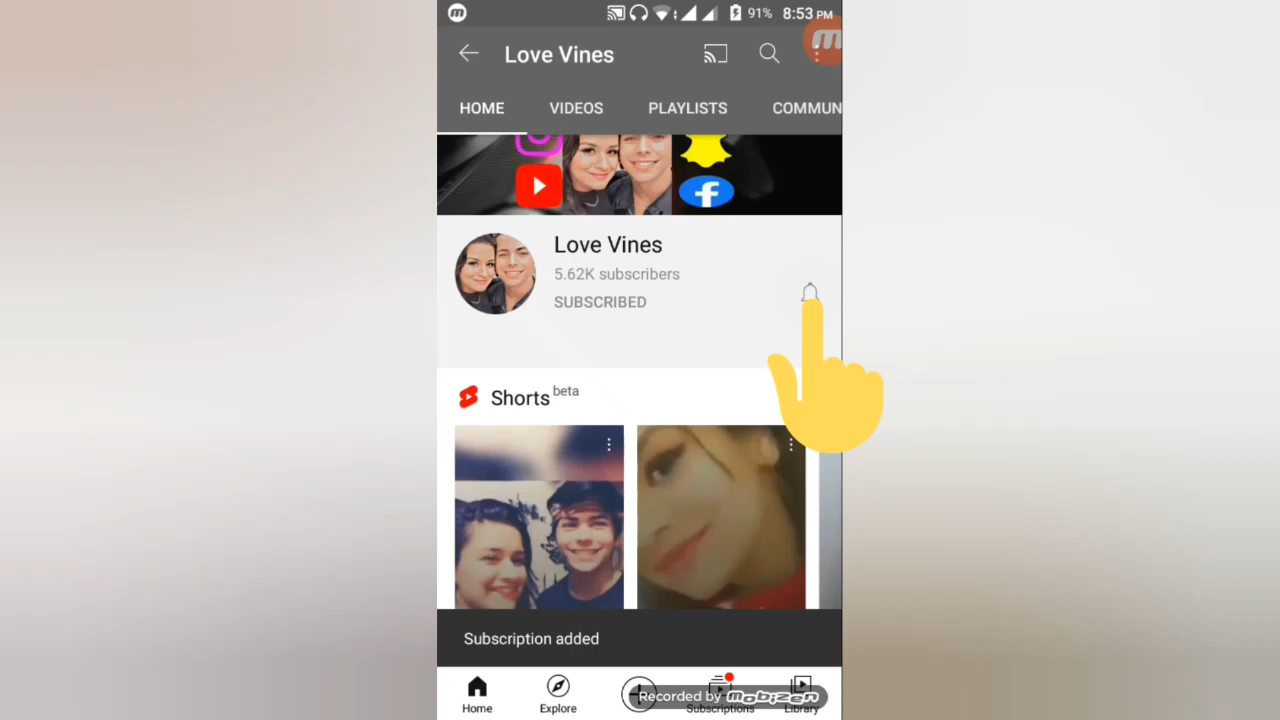 91% 8:53 PM
Love Vines
HOME VIDEOS PLAYLISTS COMMUN
Love Vines
5.62K subscribers
SUBSCRIBED
Shorts beta
Subscription added
Recorded by mobizen
Home Explore Subscriptions Library